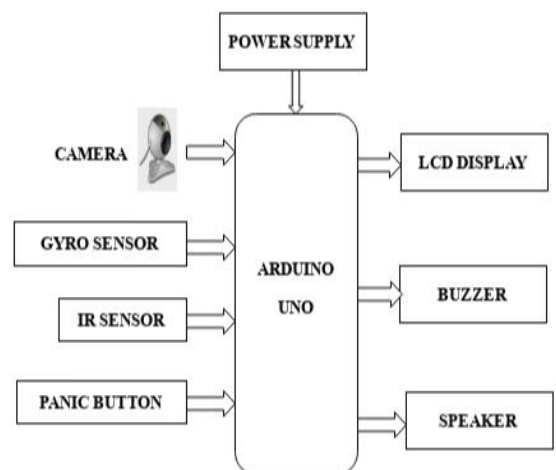 POWER SUPPLY
CAMERA
LCD DISPLAY
GYRO SENSOR
ARDUINO
UNO
BUZZER
IR SENSOR
PANIC BUTTON
SPEAKER